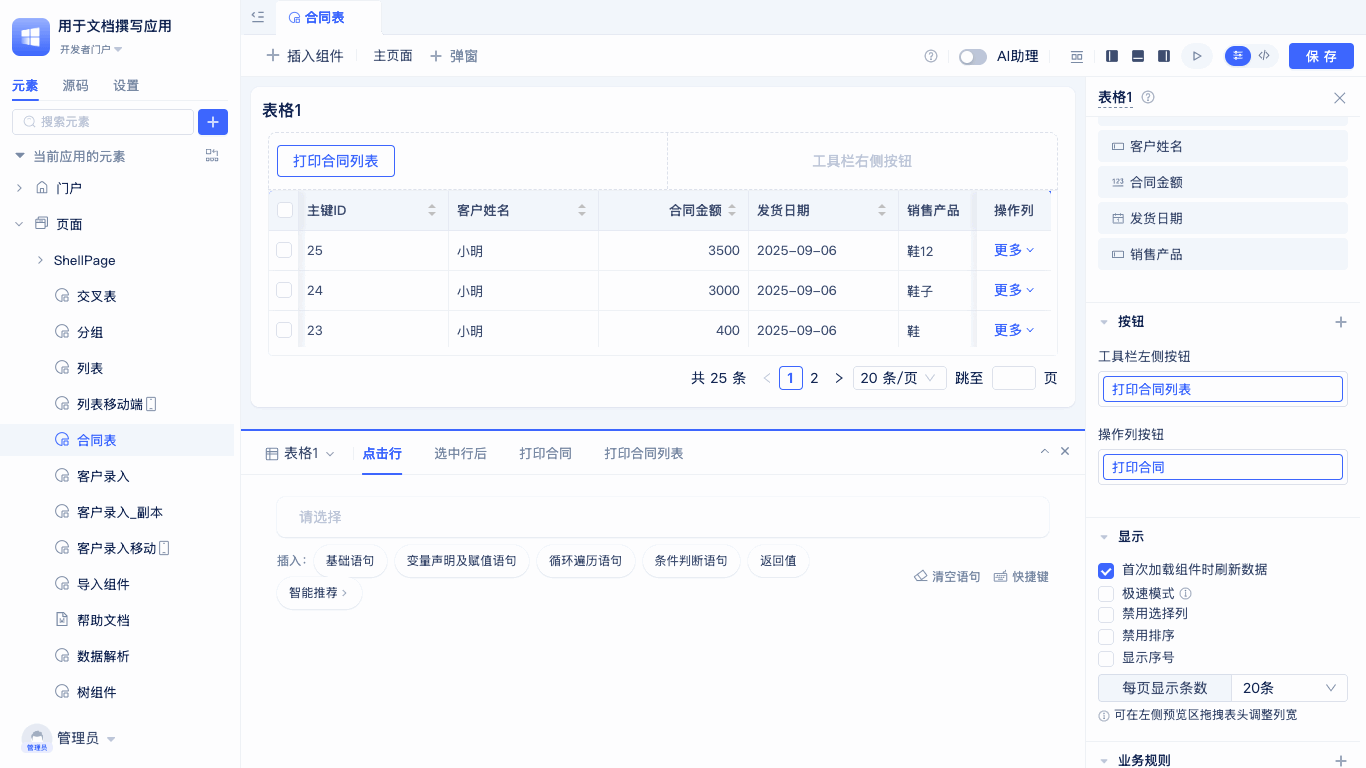 用于文档撰写应用
开发者门户
元素 源码 设置
搜索元素
当前应用的元素
门户
页面
ShellPage
交叉表
分组
列表
列表移动端
合同表
客户录入
客户录入_副本
客户录入移动
导入组件
帮助文档
数据解析
树组件
管理员
管理员
合同表
插入组件 主页面 弹窗
AI助理
保 存
表格1
打印合同列表 工具栏右侧按钮
主键ID 客户姓名 合同金额 发货日期 销售产品 操作列
25 小明 3500 2025-09-06 鞋12 更多
24 小明 3000 2025-09-06 鞋子 更多
23 小明 400 2025-09-06 鞋 更多
共 25 条 1 2 20 条/页 跳至 页
表格1 点击行 选中行后 打印合同 打印合同列表
请选择
插入: 基础语句 变量声明及赋值语句 循环遍历语句 条件判断语句 返回值
智能推荐
清空语句 快捷键
表格1
客户姓名
123 合同金额
发货日期
销售产品
按钮
工具栏左侧按钮
打印合同列表
操作列按钮
打印合同
显示
首次加载组件时刷新数据
极速模式
禁用选择列
禁用排序
显示序号
每页显示条数 20条
可在左侧预览区拖拽表头调整列宽
业务规则